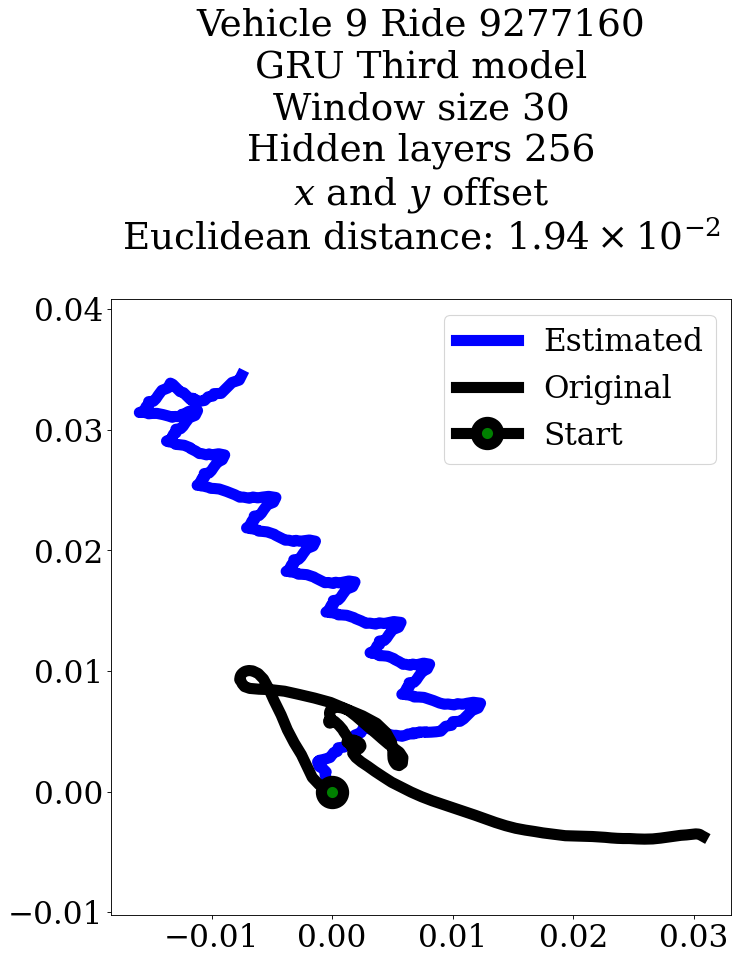 Vehicle 9 Ride 9277160
GRU Third model
Window size 30
Hidden layers 256
x and y offset
Euclidean distance: 1.94 × 10⁻²
Estimated
Original
Start
0.04
0.03
0.02
0.01
0.00
−0.01
−0.01 0.00 0.01 0.02 0.03